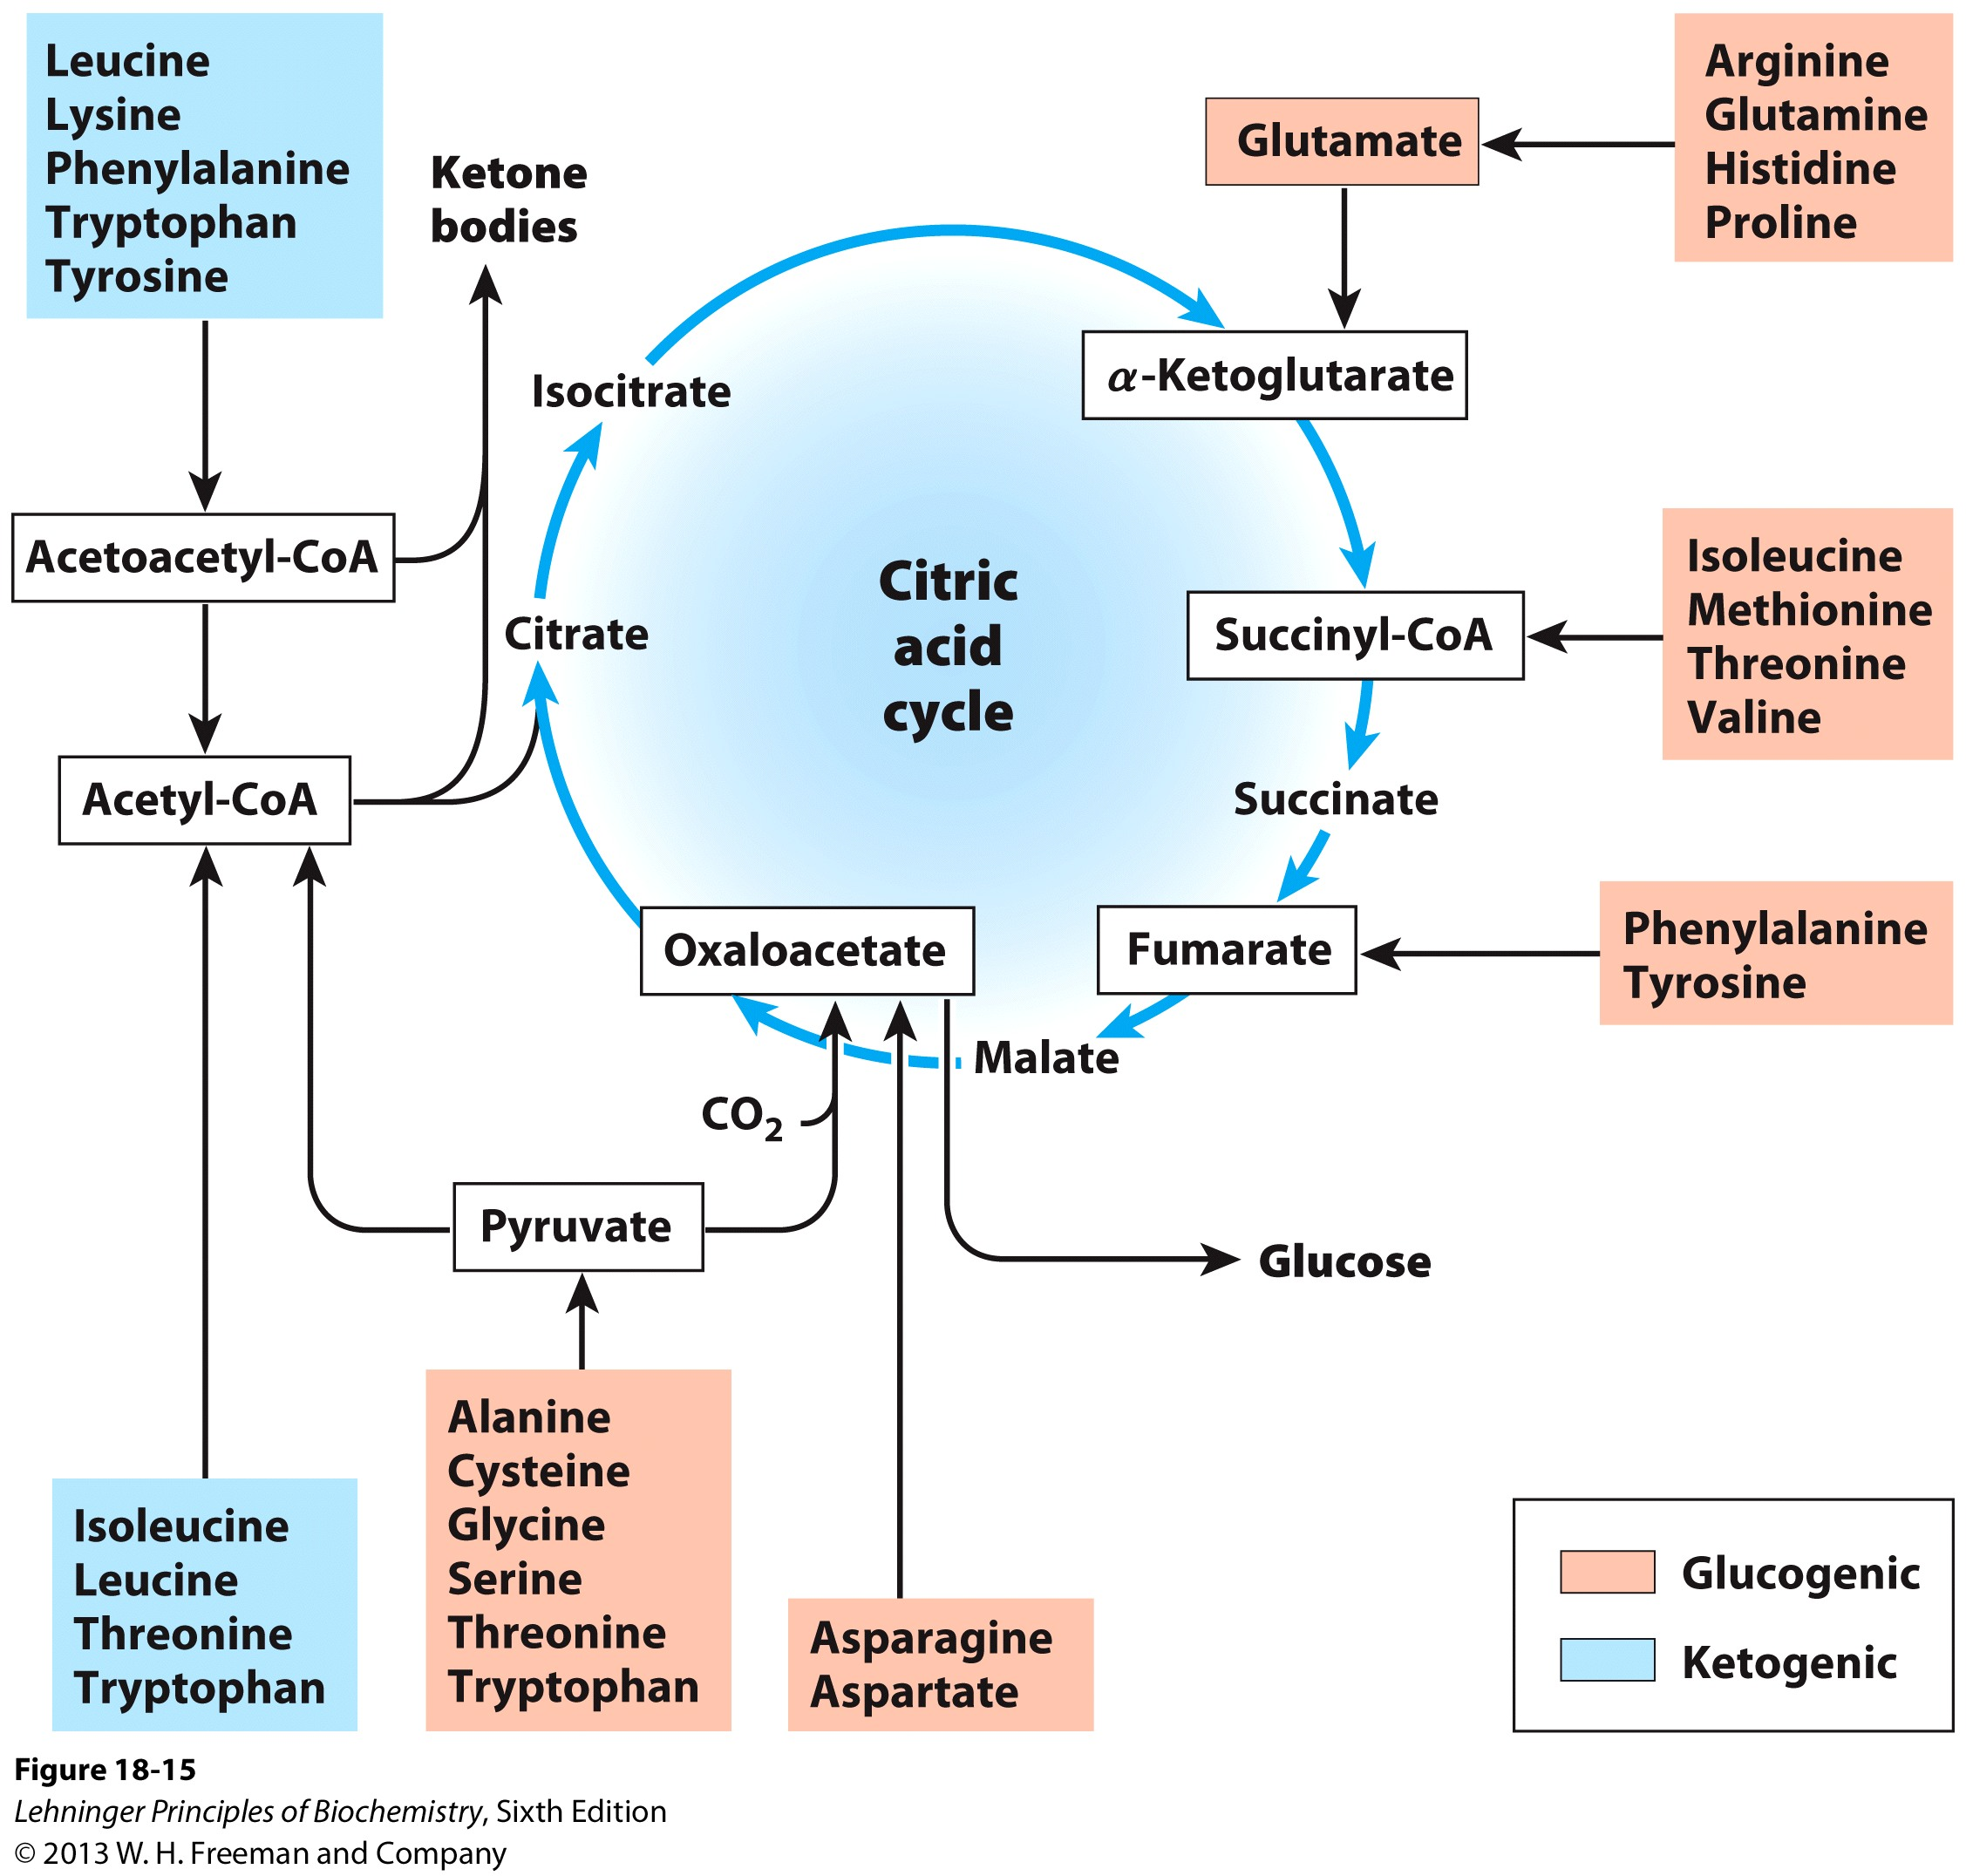 Leucine
Lysine
Phenylalanine
Tryptophan
Tyrosine
Ketone
bodies
Glutamate
Arginine
Glutamine
Histidine
Proline
Isocitrate
α-Ketoglutarate
Acetoacetyl-CoA
Citric
acid
cycle
Citrate
Succinyl-CoA
Isoleucine
Methionine
Threonine
Valine
Acetyl-CoA
Succinate
Oxaloacetate
Fumarate
Phenylalanine
Tyrosine
Malate
CO₂
Pyruvate
Glucose
Isoleucine
Leucine
Threonine
Tryptophan
Alanine
Cysteine
Glycine
Serine
Threonine
Tryptophan
Asparagine
Aspartate
Glucogenic
Ketogenic
Figure 18-15
Lehninger Principles of Biochemistry, Sixth Edition
© 2013 W. H. Freeman and Company